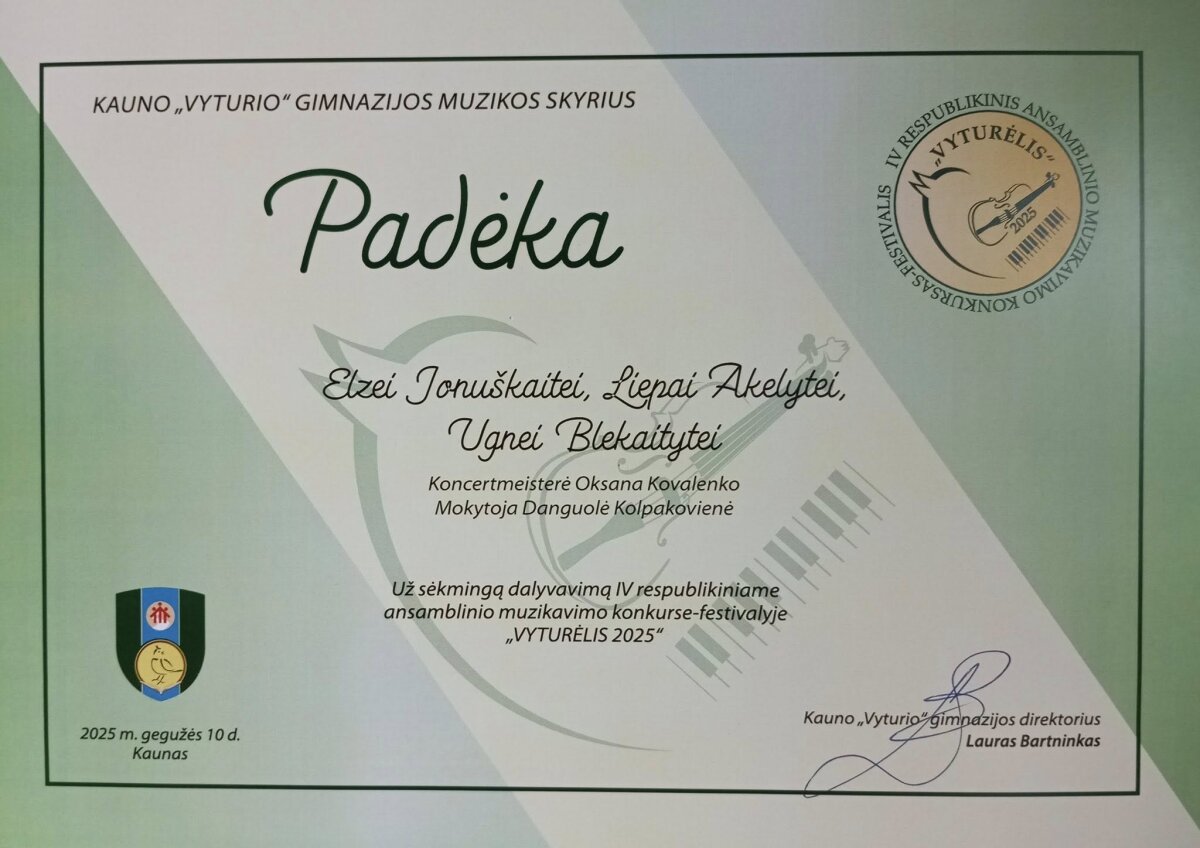 KAUNO „VYTURIO“ GIMNAZIJOS MUZIKOS SKYRIUS
IV RESPUBLIKINIS ANSAMBLINIO MUZIKAVIMO KONKURSAS-FESTIVALIS
„VYTURĖLIS“
2025
Padėka
Elzei Jonuškaitei, Liepai Akelytei,
Ugnei Blekaitytei
Koncertmeisterė Oksana Kovalenko
Mokytoja Danguolė Kolpakovienė
Už sėkmingą dalyvavimą IV respublikiniame
ansamblinio muzikavimo konkurse-festivalyje
„VYTURĖLIS 2025“
2025 m. gegužės 10 d.
Kaunas
Kauno „Vyturio“ gimnazijos direktorius
Lauras Bartninkas